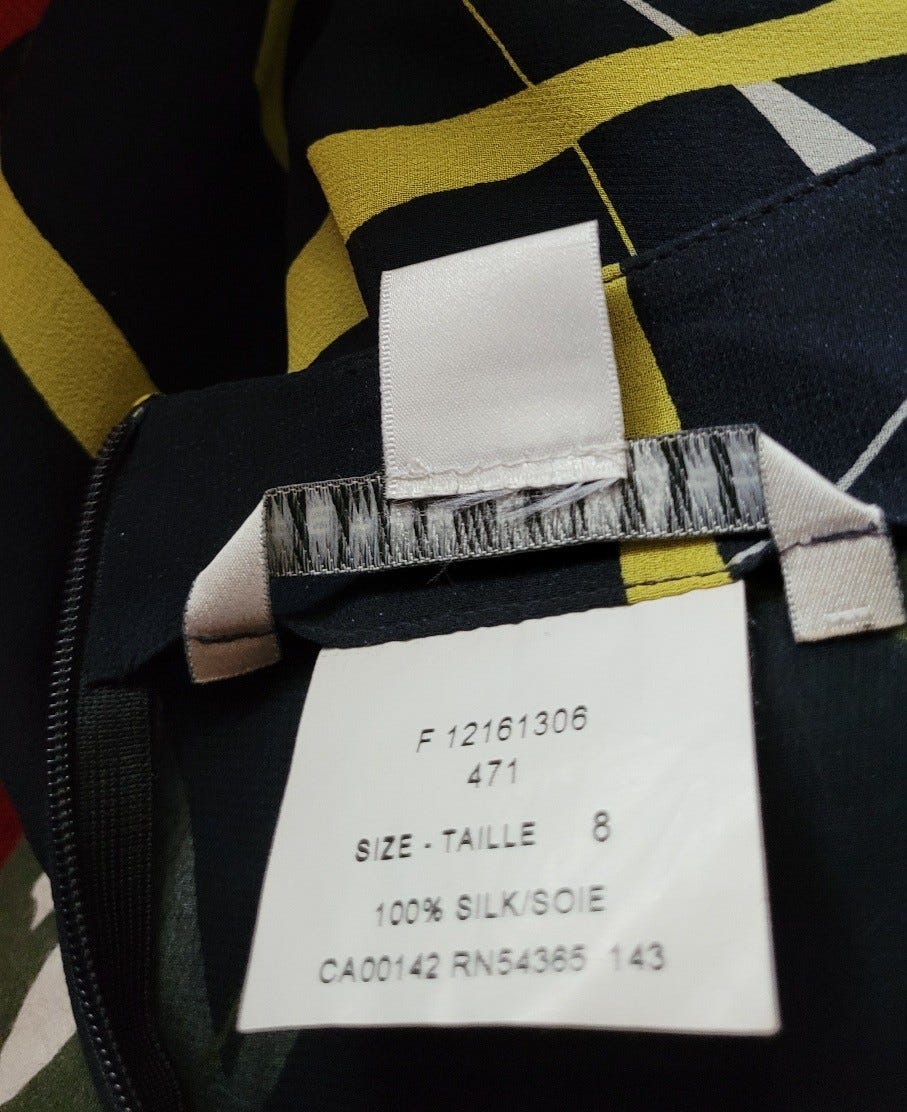 F 12161306
471
SIZE - TAILLE 8
100% SILK/SOIE
CA00142 RN54365 143